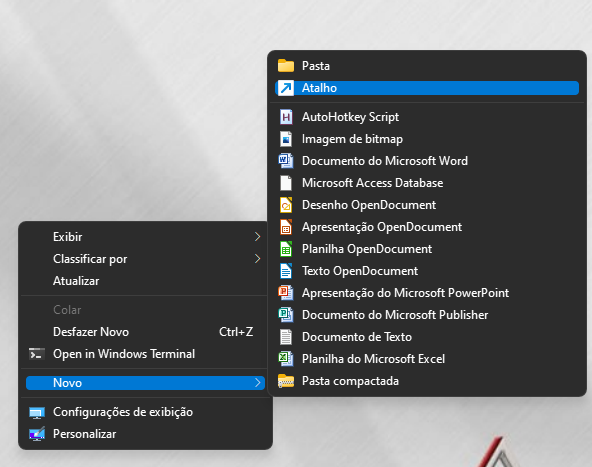 Pasta
Atalho
AutoHotkey Script
Imagem de bitmap
Documento do Microsoft Word
Microsoft Access Database
Desenho OpenDocument
Apresentação OpenDocument
Planilha OpenDocument
Texto OpenDocument
Apresentação do Microsoft PowerPoint
Documento do Microsoft Publisher
Documento de Texto
Planilha do Microsoft Excel
Pasta compactada
Exibir
Classificar por
Atualizar
Colar
Desfazer Novo Ctrl+Z
Open in Windows Terminal
Novo
Configurações de exibição
Personalizar